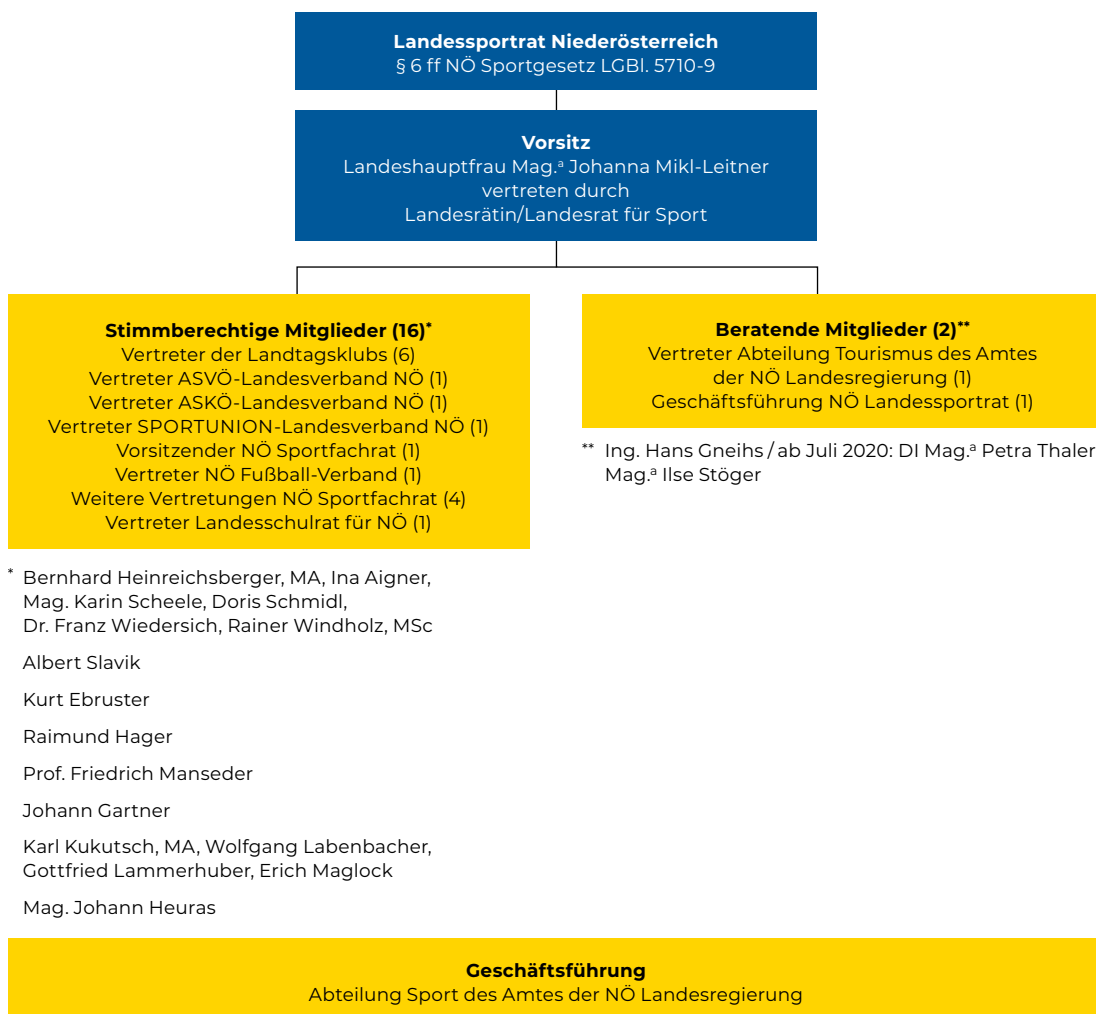 Landessportrat Niederösterreich
§ 6 ff NÖ Sportgesetz LGBl. 5710-9
Vorsitz
Landeshauptfrau Mag.ª Johanna Mikl-Leitner
vertreten durch
Landesrätin/Landesrat für Sport
Stimmberechtige Mitglieder (16)*
Vertreter der Landtagsklubs (6)
Vertreter ASVÖ-Landesverband NÖ (1)
Vertreter ASKÖ-Landesverband NÖ (1)
Vertreter SPORTUNION-Landesverband NÖ (1)
Vorsitzender NÖ Sportfachrat (1)
Vertreter NÖ Fußball-Verband (1)
Weitere Vertretungen NÖ Sportfachrat (4)
Vertreter Landesschulrat für NÖ (1)
* Bernhard Heinreichsberger, MA, Ina Aigner,
Mag. Karin Scheele, Doris Schmidl,
Dr. Franz Wiedersich, Rainer Windholz, MSc
Albert Slavik
Kurt Ebruster
Raimund Hager
Prof. Friedrich Manseder
Johann Gartner
Karl Kukutsch, MA, Wolfgang Labenbacher,
Gottfried Lammerhuber, Erich Maglock
Mag. Johann Heuras
Beratende Mitglieder (2)**
Vertreter Abteilung Tourismus des Amtes
der NÖ Landesregierung (1)
Geschäftsführung NÖ Landessportrat (1)
** Ing. Hans Gneihs / ab Juli 2020: DI Mag.ª Petra Thaler
Mag.ª Ilse Stöger
Geschäftsführung
Abteilung Sport des Amtes der NÖ Landesregierung